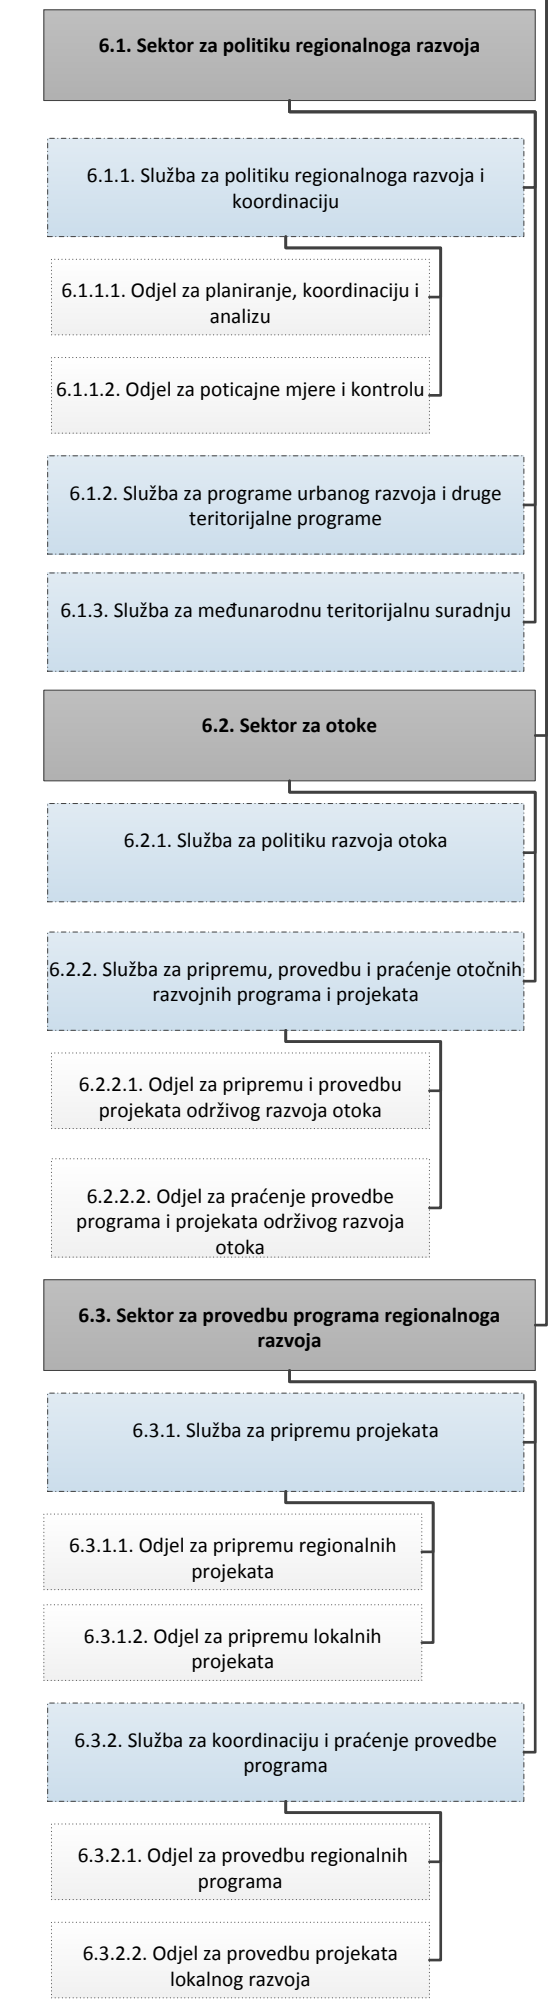 6.1. Sektor za politiku regionalnoga razvoja
6.1.1. Služba za politiku regionalnoga razvoja i
koordinaciju
6.1.1.1. Odjel za planiranje, koordinaciju i
analizu
6.1.1.2. Odjel za poticajne mjere i kontrolu
6.1.2. Služba za programe urbanog razvoja i druge
teritorijalne programe
6.1.3. Služba za međunarodnu teritorijalnu suradnju
6.2. Sektor za otoke
6.2.1. Služba za politiku razvoja otoka
6.2.2. Služba za pripremu, provedbu i praćenje otočnih
razvojnih programa i projekata
6.2.2.1. Odjel za pripremu i provedbu
projekata održivog razvoja otoka
6.2.2.2. Odjel za praćenje provedbe
programa i projekata održivog razvoja
otoka
6.3. Sektor za provedbu programa regionalnoga
razvoja
6.3.1. Služba za pripremu projekata
6.3.1.1. Odjel za pripremu regionalnih
projekata
6.3.1.2. Odjel za pripremu lokalnih
projekata
6.3.2. Služba za koordinaciju i praćenje provedbe
programa
6.3.2.1. Odjel za provedbu regionalnih
programa
6.3.2.2. Odjel za provedbu projekata
lokalnog razvoja